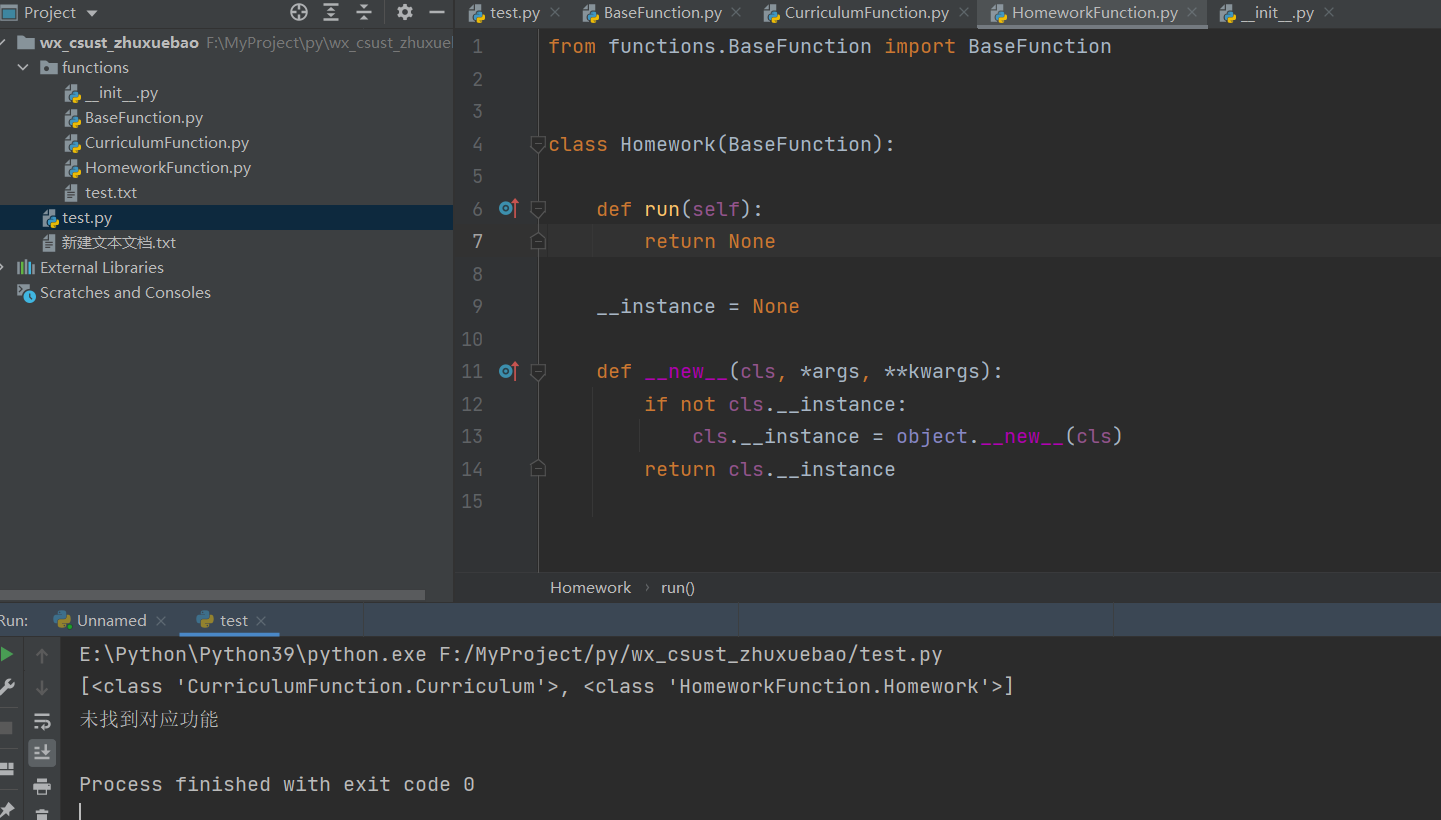 Project
test.py
BaseFunction.py
CurriculumFunction.py
HomeworkFunction.py
__init__.py
wx_csust_zhuxuebao F:\MyProject\py\wx_csust_zhuxue
functions
__init__.py
BaseFunction.py
CurriculumFunction.py
HomeworkFunction.py
test.txt
test.py
新建文本文档.txt
External Libraries
Scratches and Consoles
1 from functions.BaseFunction import BaseFunction
2
3
4 class Homework(BaseFunction):
5
6 def run(self):
7 return None
8
9 __instance = None
10
11 def __new__(cls, *args, **kwargs):
12 if not cls.__instance:
13 cls.__instance = object.__new__(cls)
14 return cls.__instance
15
Homework › run()
Run:
Unnamed
test
E:\Python\Python39\python.exe F:/MyProject/py/wx_csust_zhuxuebao/test.py
[<class 'CurriculumFunction.Curriculum'>, <class 'HomeworkFunction.Homework'>]
未找到对应功能
Process finished with exit code 0